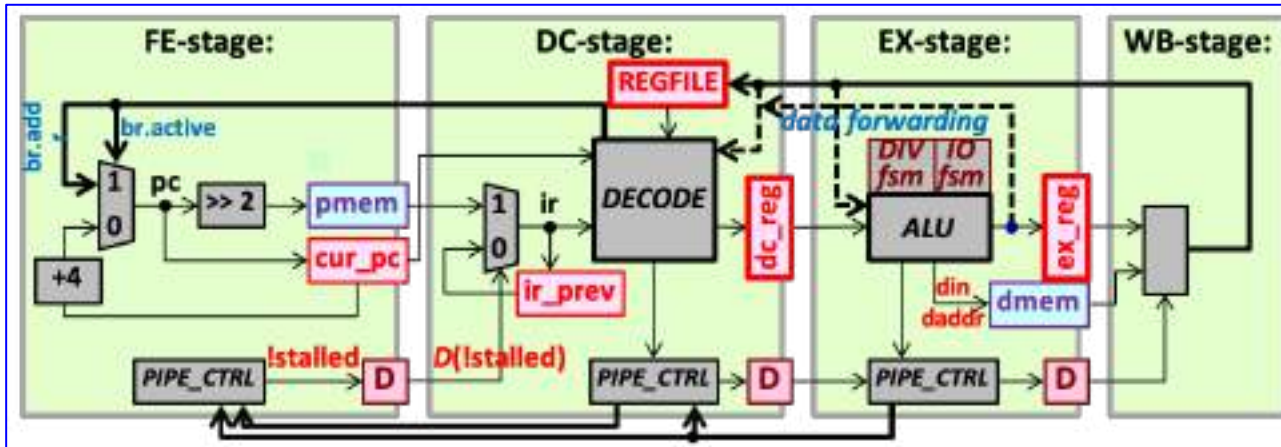 FE-stage:
DC-stage:
EX-stage:
WB-stage:
REGFILE
br.add
br.active
data forwarding
DIV fsm
IO fsm
1
0
pc
>> 2
pmem
1
0
ir
DECODE
dc_reg
ALU
ex_reg
+4
cur_pc
ir_prev
din
daddr
dmem
PIPE_CTRL
!stalled
D
D(!stalled)
PIPE_CTRL
D
PIPE_CTRL
D